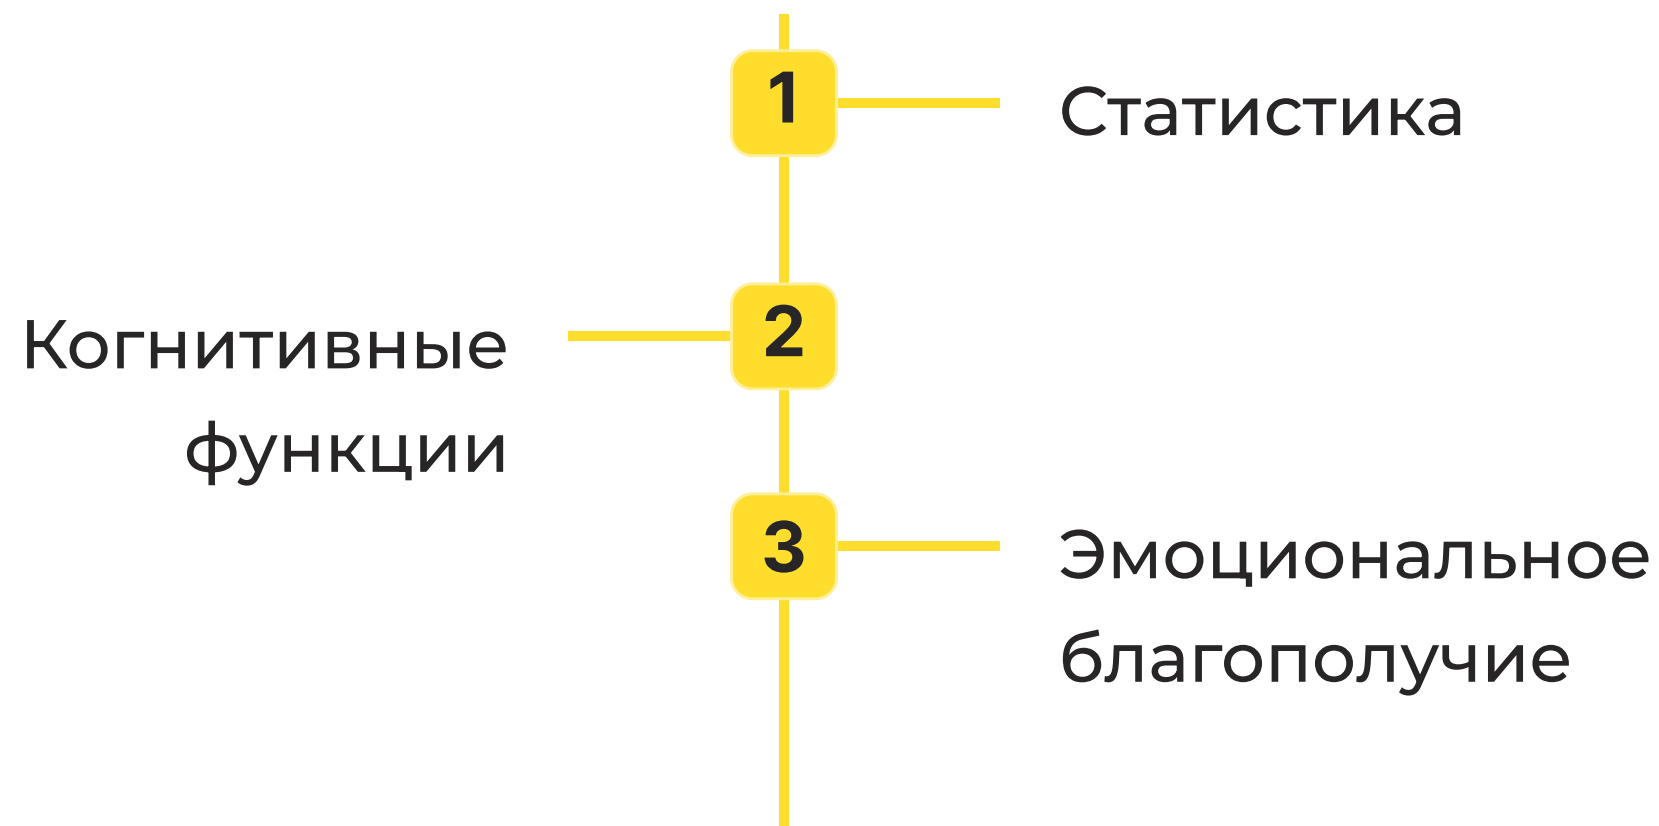 1
Статистика
2
Когнитивные
функции
3
Эмоциональное
благополучие